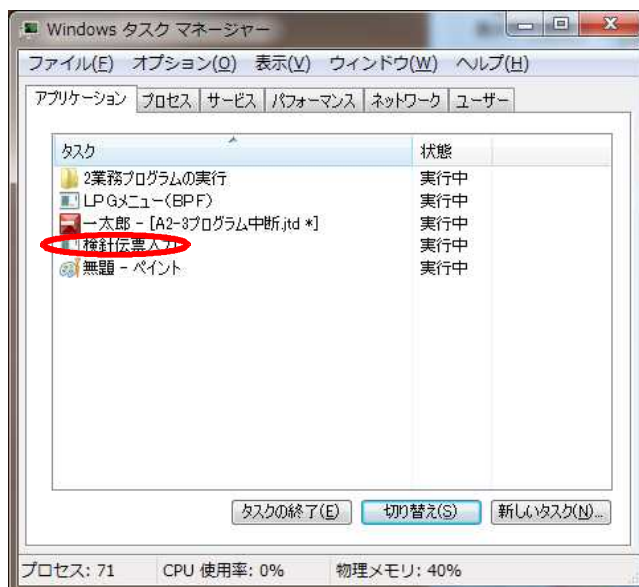 Windows タスク マネージャー
ファイル(F) オプション(O) 表示(V) ウィンドウ(W) ヘルプ(H)
アプリケーション プロセス サービス パフォーマンス ネットワーク ユーザー
タスク 状態
2業務プログラムの実行 実行中
LPGメニュー(BPF) 実行中
一太郎 - [A2-3プログラム中断.jtd *] 実行中
検針伝票入力 実行中
無題 - ペイント 実行中
タスクの終了(E) 切り替え(S) 新しいタスク(N)...
プロセス: 71 CPU 使用率: 0% 物理メモリ: 40%